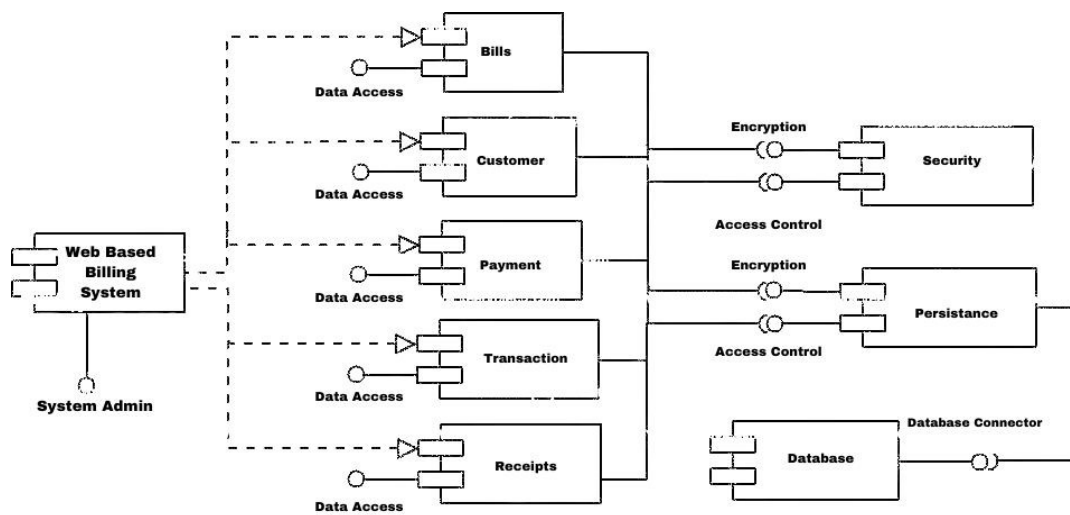 Bills
Data Access
Encryption
Customer
Security
Data Access
Access Control
Web Based
Billing
System
Payment
Encryption
Data Access
Persistance
Access Control
Transaction
System Admin
Data Access
Database Connector
Receipts
Database
Data Access